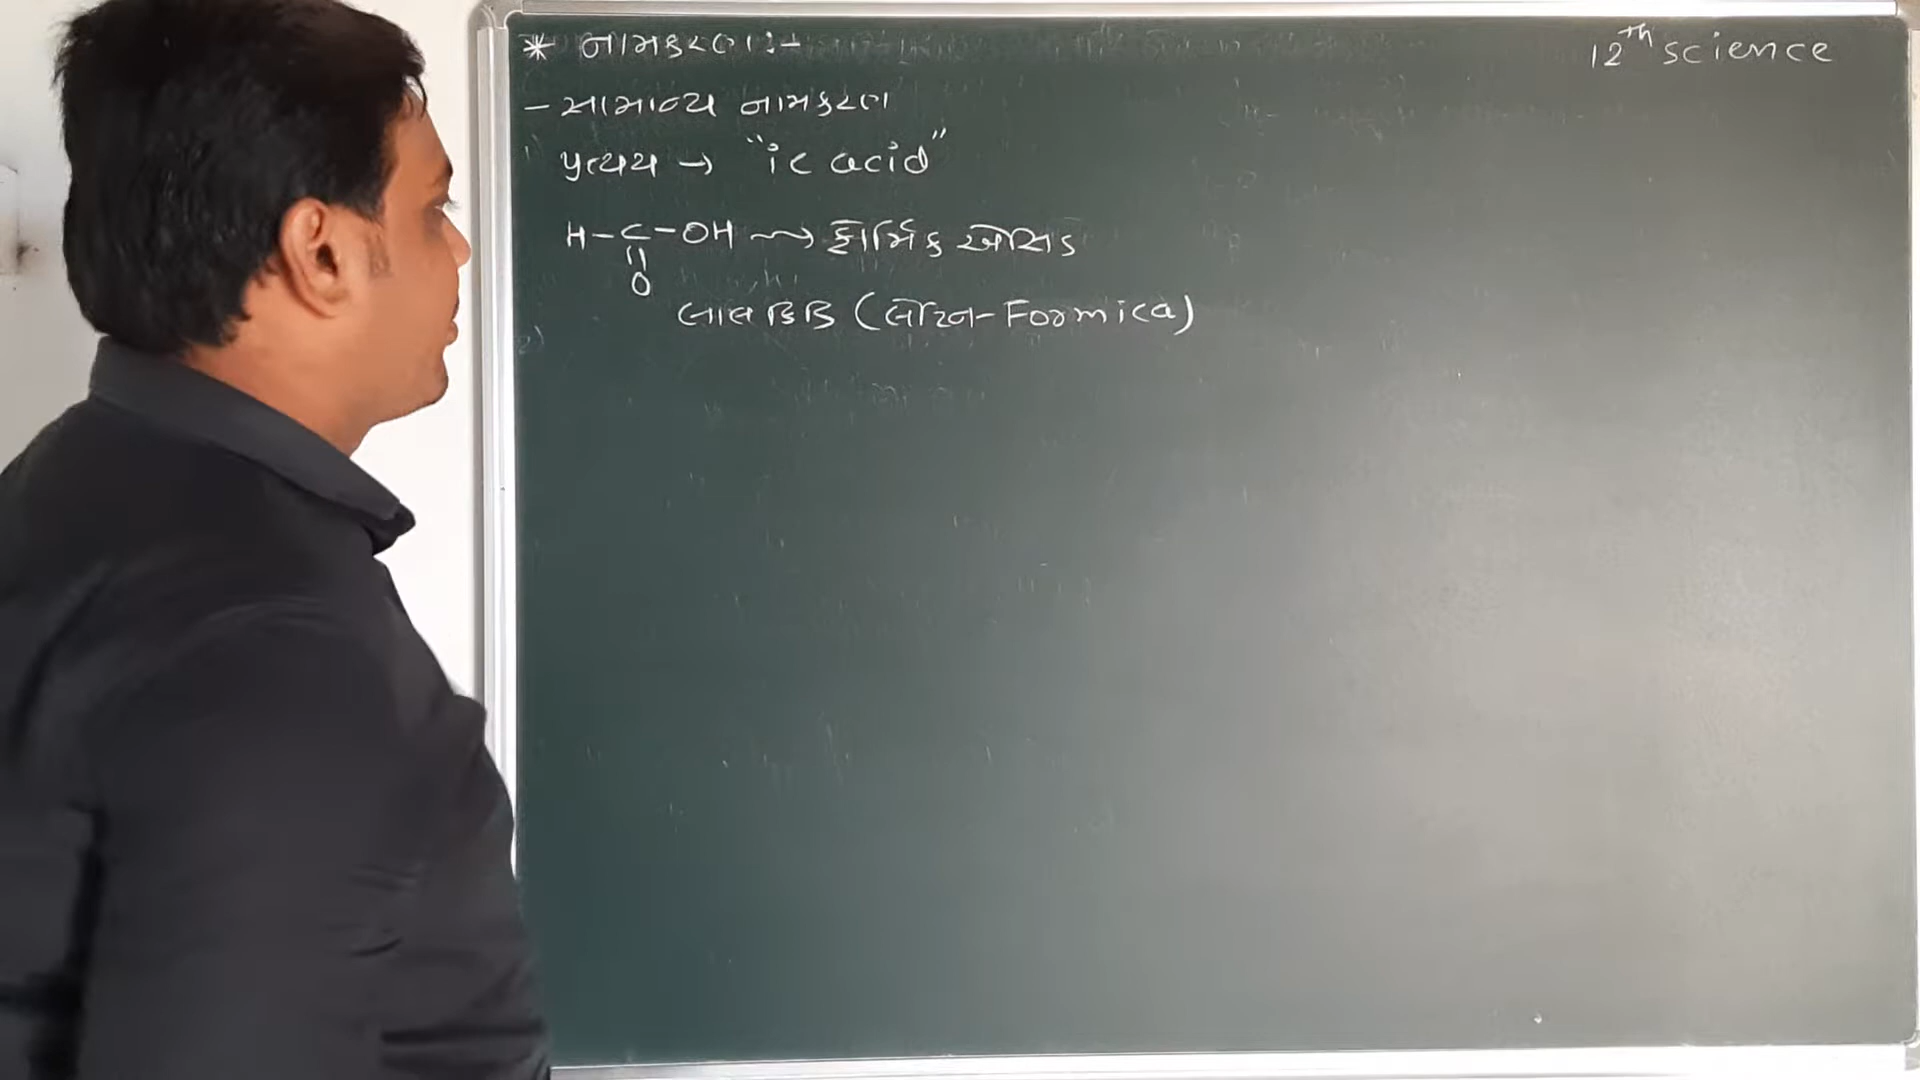 * નામકરણ :-
12th science
- સામાન્ય નામકરણ
પ્રત્યય → "ic acid"
H-C-OH ⇝ ફોર્મિક એસિડ
||
O
લાલ કીડી (લેટિન-Formica)